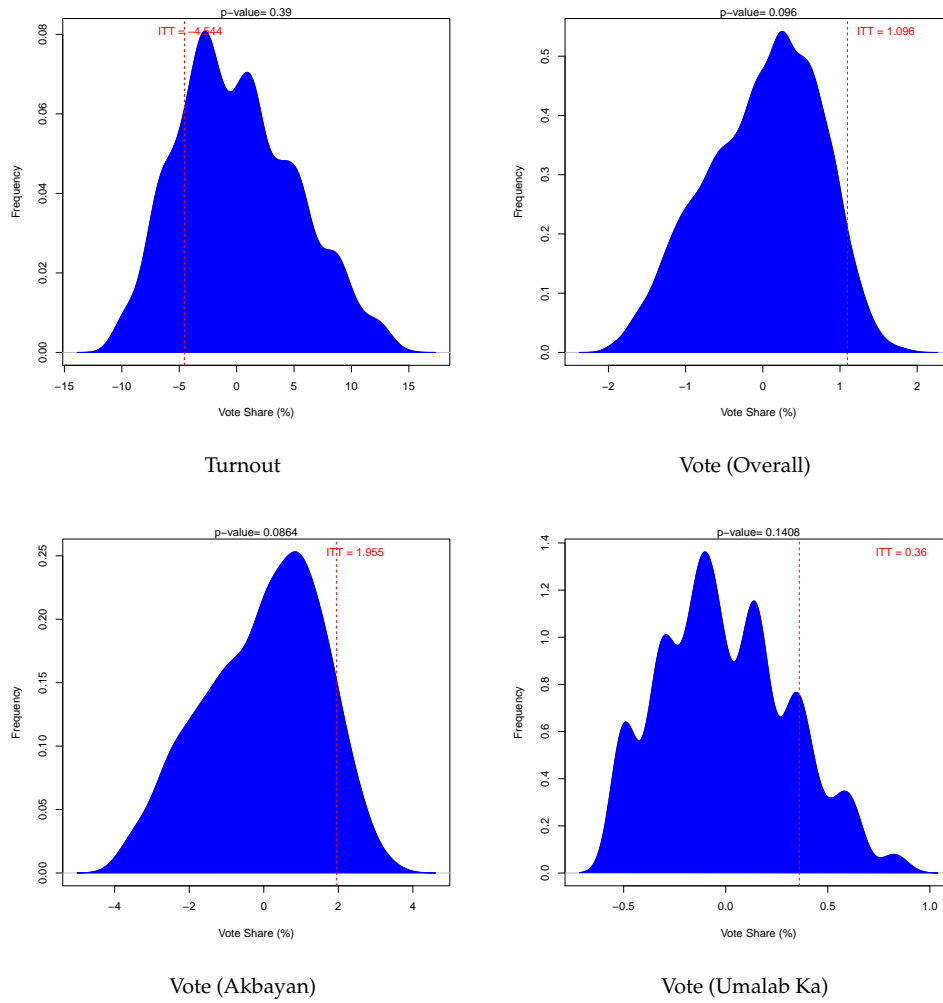 p−value= 0.39
ITT = −4.544
Frequency
0.00 0.02 0.04 0.06 0.08
−15 −10 −5 0 5 10 15
Vote Share (%)
Turnout
p−value= 0.096
ITT = 1.096
Frequency
0.0 0.1 0.2 0.3 0.4 0.5
−2 −1 0 1 2
Vote Share (%)
Vote (Overall)
p−value= 0.0864
ITT = 1.955
Frequency
0.00 0.05 0.10 0.15 0.20 0.25
−4 −2 0 2 4
Vote Share (%)
Vote (Akbayan)
p−value= 0.1408
ITT = 0.36
Frequency
0.0 0.2 0.4 0.6 0.8 1.0 1.2 1.4
−0.5 0.0 0.5 1.0
Vote Share (%)
Vote (Umalab Ka)